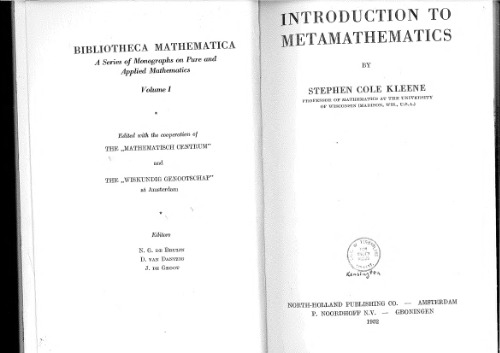 BIBLIOTHECA MATHEMATICA
A Series of Monographs on Pure and
Applied Mathematics
Volume I
*
Edited with the cooperation of
THE „MATHEMATISCH CENTRUM"
and
THE „WISKUNDIG GENOOTSCHAP"
at Amsterdam
*
Editors
N. G. DE BRUIJN
D. VAN DANTZIG
J. DE GROOT
INTRODUCTION TO
METAMATHEMATICS
BY
STEPHEN COLE KLEENE
PROFESSOR OF MATHEMATICS AT THE UNIVERSITY
OF WISCONSIN (MADISON, WIS., U.S.A.)
NORTH-HOLLAND PUBLISHING CO. — AMSTERDAM
P. NOORDHOFF N.V. — GRONINGEN
1952